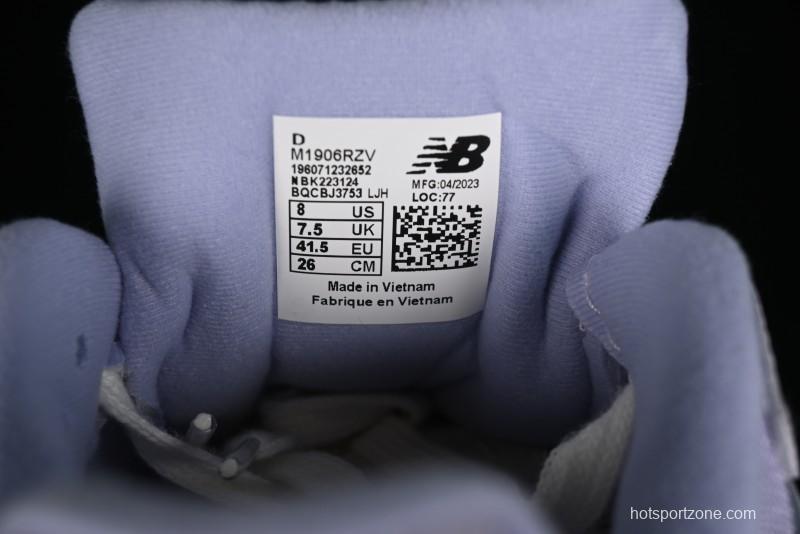 D
M1906RZV
196071232652
NBK223124
BQCBJ3753 LJH
NB
MFG:04/2023
LOC:77
8 US
7.5 UK
41.5 EU
26 CM
Made in Vietnam
Fabrique en Vietnam
hotsportzone.com